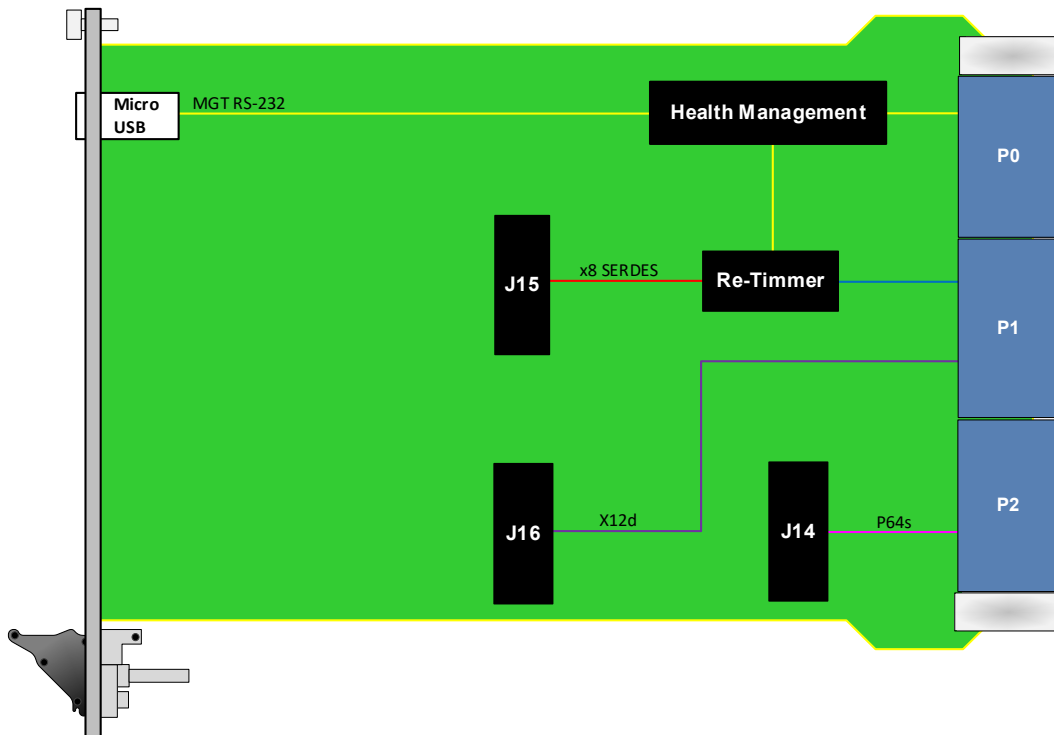 Micro
USB
MGT RS-232
Health Management
P0
J15
x8 SERDES
Re-Timmer
P1
J16
X12d
J14
P64s
P2